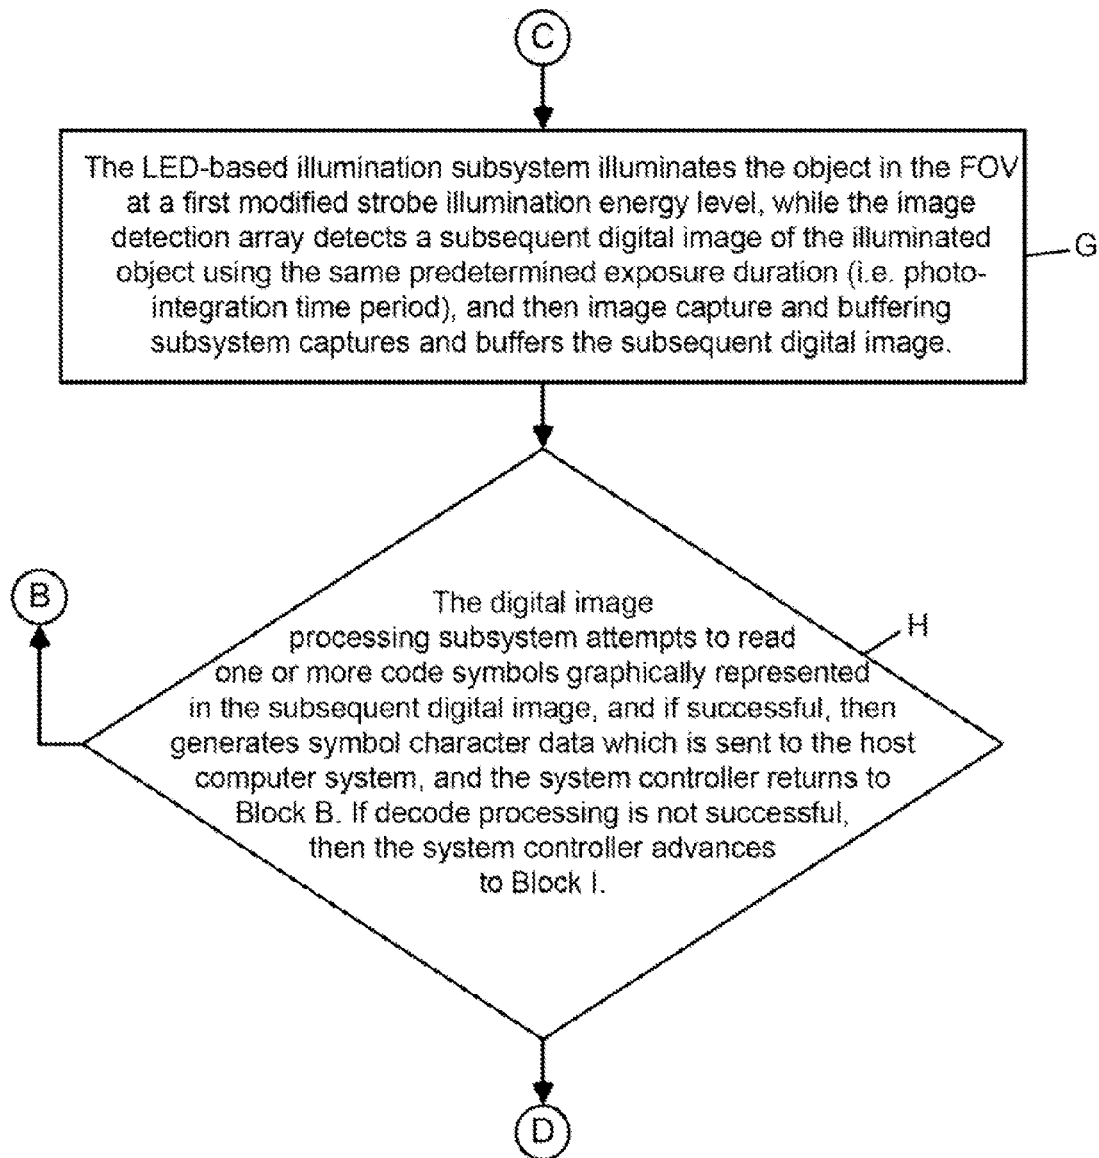 C
The LED-based illumination subsystem illuminates the object in the FOV
at a first modified strobe illumination energy level, while the image
detection array detects a subsequent digital image of the illuminated
object using the same predetermined exposure duration (i.e. photo-
integration time period), and then image capture and buffering
subsystem captures and buffers the subsequent digital image.
G
B
The digital image
processing subsystem attempts to read
one or more code symbols graphically represented
in the subsequent digital image, and if successful, then
generates symbol character data which is sent to the host
computer system, and the system controller returns to
Block B. If decode processing is not successful,
then the system controller advances
to Block I.
H
D